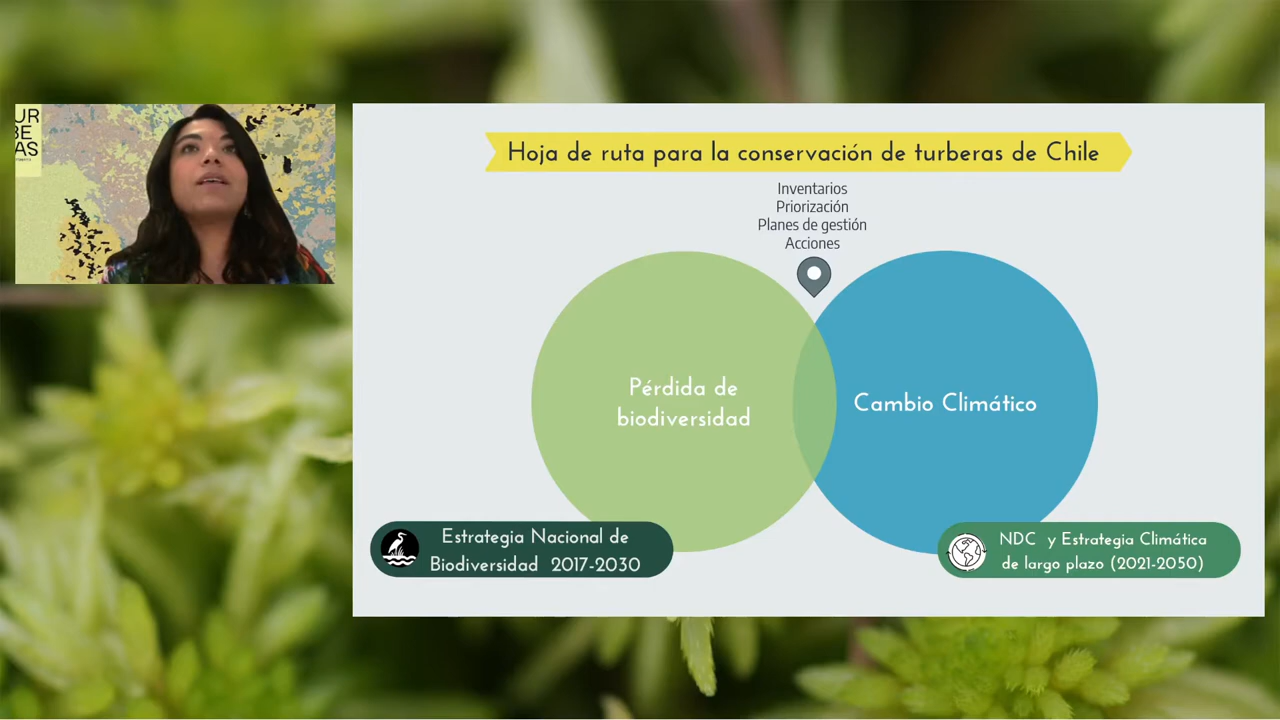 UR
BE
AS
Hoja de ruta para la conservación de turberas de Chile
Inventarios
Priorización
Planes de gestión
Acciones
Pérdida de
biodiversidad
Cambio Climático
Estrategia Nacional de
Biodiversidad 2017-2030
NDC y Estrategia Climática
de largo plazo (2021-2050)